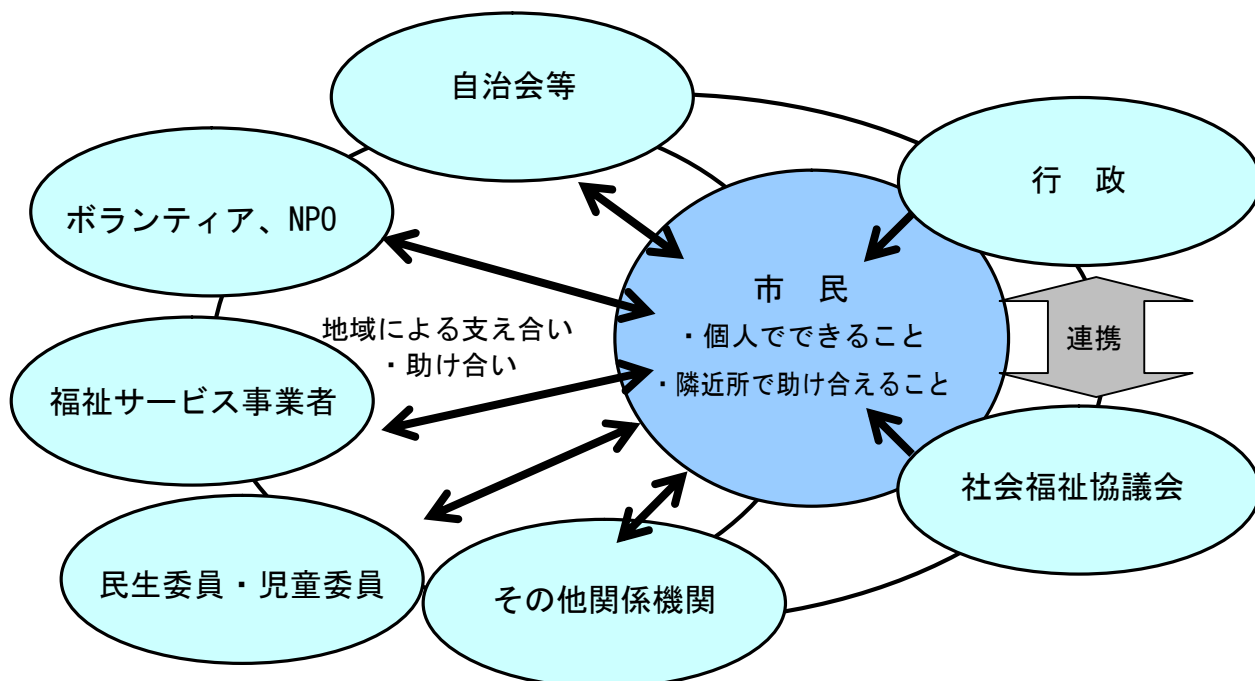 自治会等
行　政
ボランティア、NPO
市　民
・個人でできること
・隣近所で助け合えること
地域による支え合い
・助け合い
連携
福祉サービス事業者
社会福祉協議会
民生委員・児童委員
その他関係機関